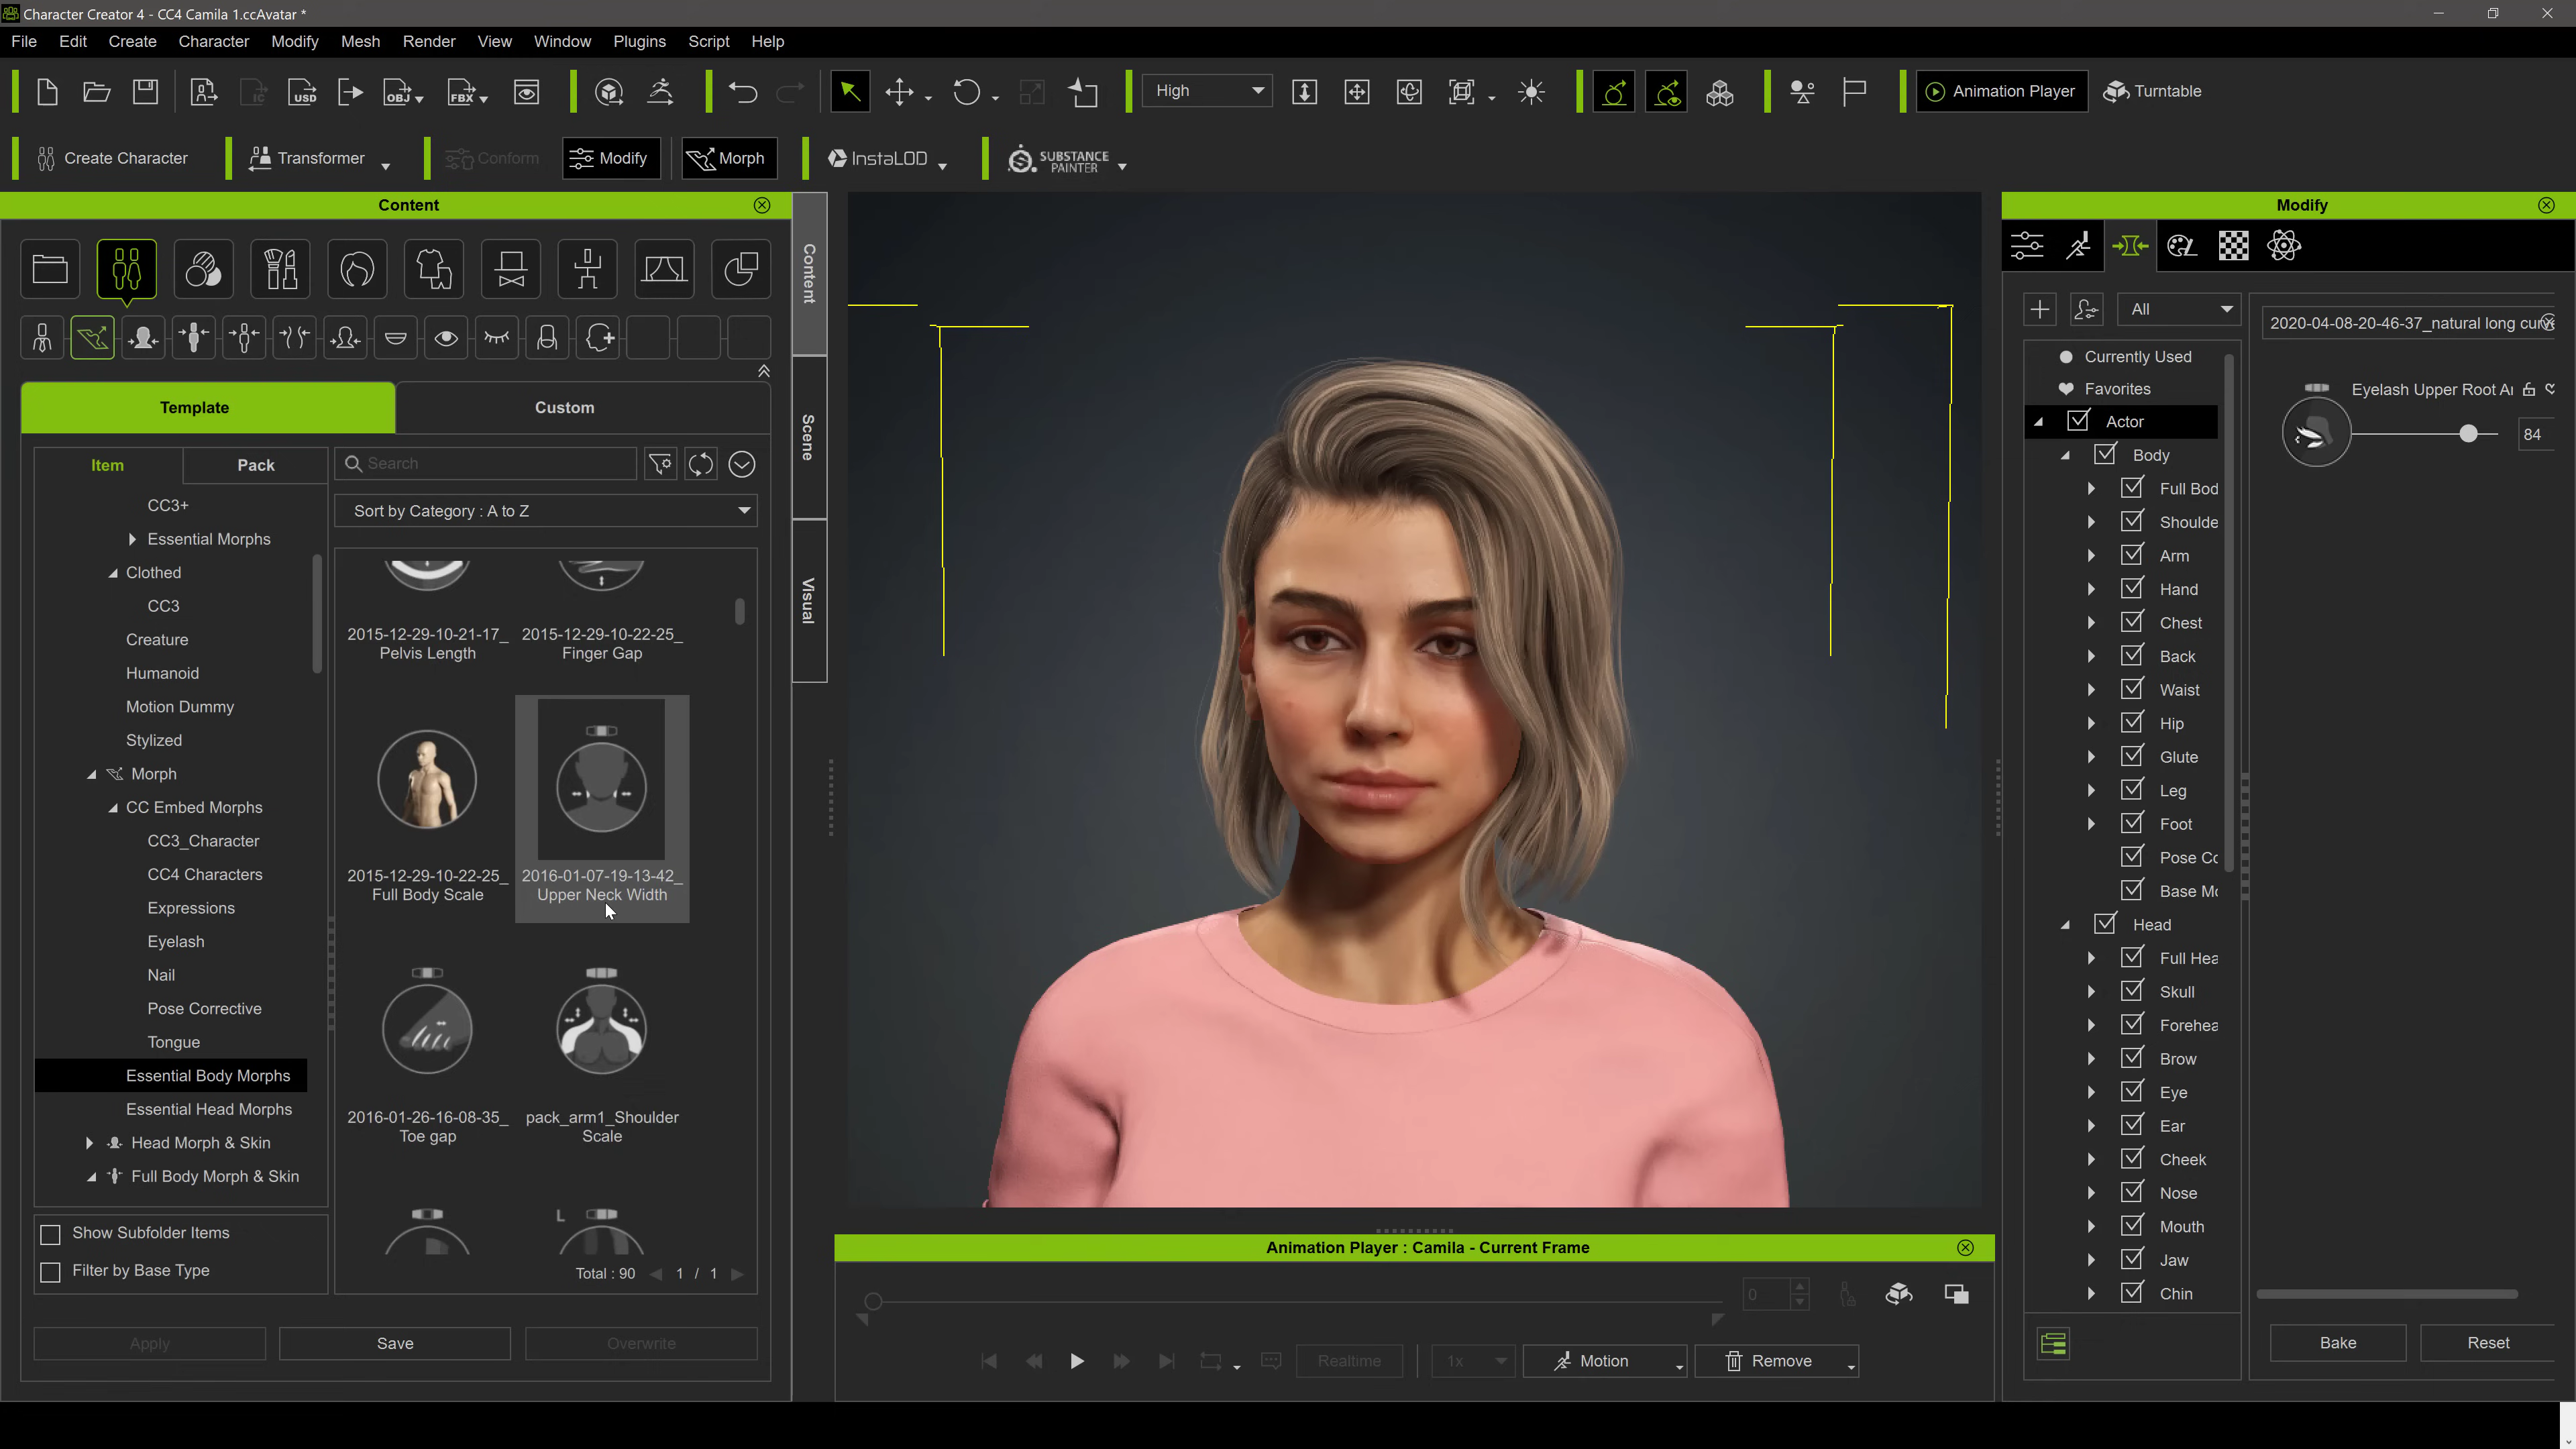 Character Creator 4 - CC4 Camila 1.ccAvatar *
File Edit Create Character Modify Mesh Render View Window Plugins Script Help
IC USD OBJ FBX High Animation Player Turntable
Create Character Transformer Conform Modify Morph InstaLOD SUBSTANCE
PAINTER
Content
Template Custom
Item Pack
Search
Sort by Category : A to Z
CC3+
Essential Morphs
Clothed
CC3
Creature
Humanoid
Motion Dummy
Stylized
Morph
CC Embed Morphs
CC3_Character
CC4 Characters
Expressions
Eyelash
Nail
Pose Corrective
Tongue
Essential Body Morphs
Essential Head Morphs
Head Morph & Skin
Full Body Morph & Skin
Show Subfolder Items
Filter by Base Type
2015-12-29-10-21-17_
Pelvis Length
2015-12-29-10-22-25_
Finger Gap
2015-12-29-10-22-25_
Full Body Scale
2016-01-07-19-13-42_
Upper Neck Width
2016-01-26-16-08-35_
Toe gap
pack_arm1_Shoulder
Scale
L
Total : 90 1 / 1
Apply Save Overwrite
Content
Scene
Visual
Animation Player : Camila - Current Frame
0
Realtime 1x Motion Remove
Modify
All
Currently Used
Favorites
Actor
Body
Full Bod
Shoulde
Arm
Hand
Chest
Back
Waist
Hip
Glute
Leg
Foot
Pose Co
Base Mo
Head
Full Hea
Skull
Forehea
Brow
Eye
Ear
Cheek
Nose
Mouth
Jaw
Chin
2020-04-08-20-46-37_natural long curve
Eyelash Upper Root
84
Bake Reset